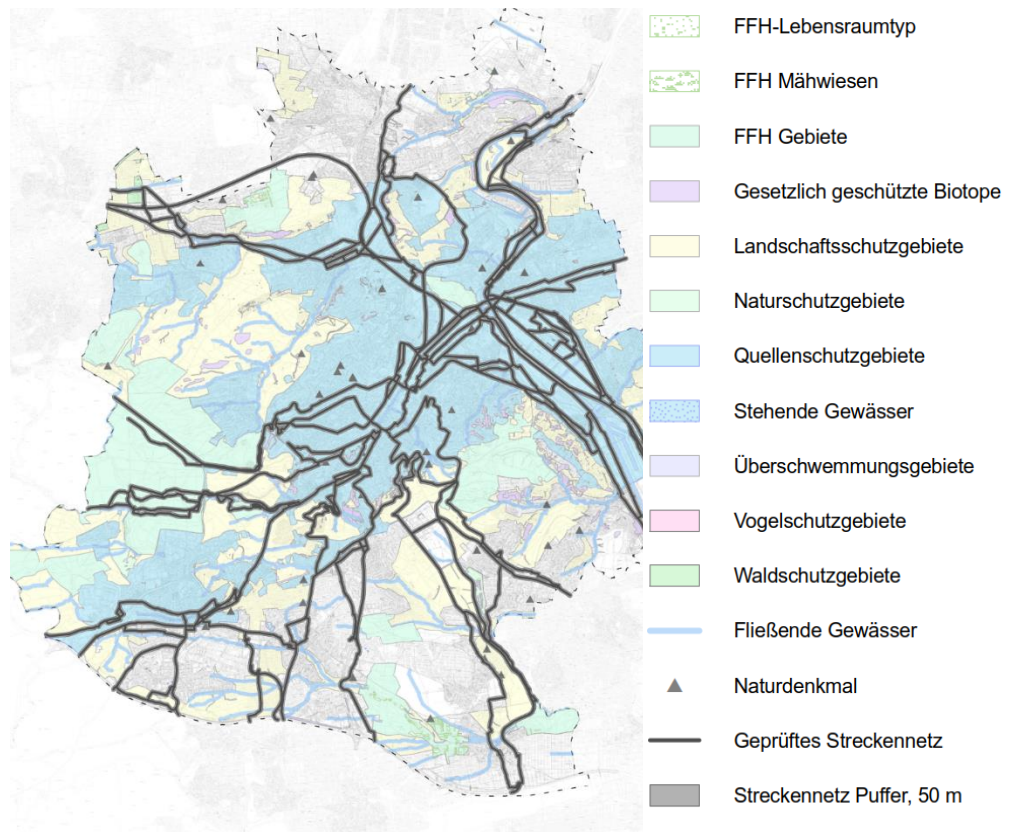 FFH-Lebensraumtyp
FFH Mähwiesen
FFH Gebiete
Gesetzlich geschützte Biotope
Landschaftsschutzgebiete
Naturschutzgebiete
Quellenschutzgebiete
Stehende Gewässer
Überschwemmungsgebiete
Vogelschutzgebiete
Waldschutzgebiete
Fließende Gewässer
Naturdenkmal
Geprüftes Streckennetz
Streckennetz Puffer, 50 m